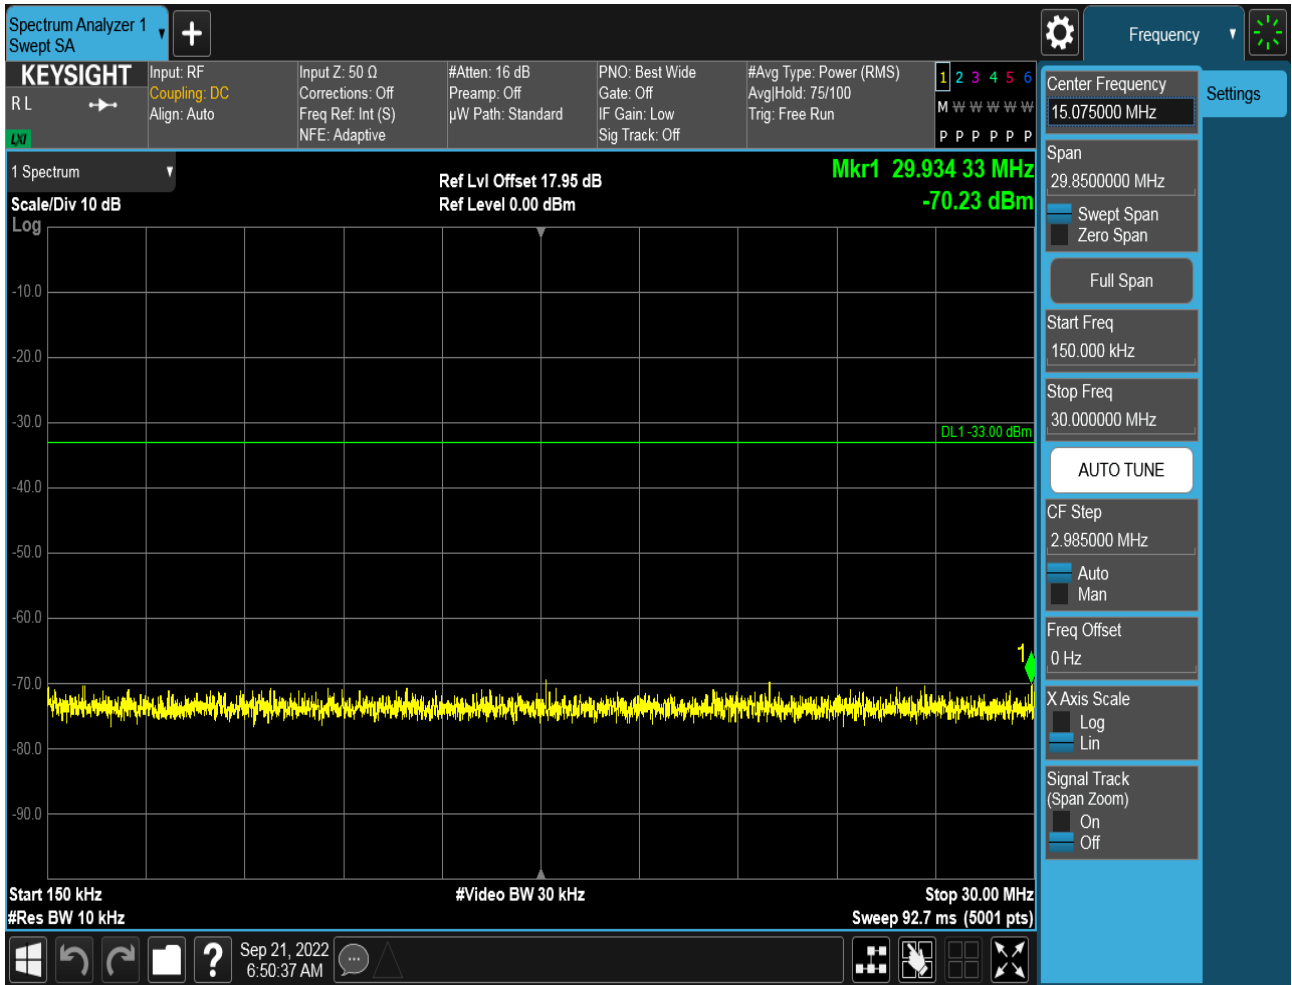 Spectrum Analyzer 1
Swept SA
Frequency
KEYSIGHT
R L
LXI
Input: RF
Coupling: DC
Align: Auto
Input Z: 50 Ω
Corrections: Off
Freq Ref: Int (S)
NFE: Adaptive
#Atten: 16 dB
Preamp: Off
µW Path: Standard
PNO: Best Wide
Gate: Off
IF Gain: Low
Sig Track: Off
#Avg Type: Power (RMS)
Avg|Hold: 75/100
Trig: Free Run
1 2 3 4 5 6
M W W W W W
P P P P P P
1 Spectrum
Scale/Div 10 dB
Log
Ref Lvl Offset 17.95 dB
Ref Level 0.00 dBm
Mkr1 29.934 33 MHz
-70.23 dBm
-10.0
-20.0
-30.0
DL1 -33.00 dBm
-40.0
-50.0
-60.0
1
-70.0
-80.0
-90.0
Start 150 kHz
#Video BW 30 kHz
Stop 30.00 MHz
#Res BW 10 kHz
Sweep 92.7 ms (5001 pts)
Center Frequency
15.075000 MHz
Settings
Span
29.8500000 MHz
Swept Span
Zero Span
Full Span
Start Freq
150.000 kHz
Stop Freq
30.000000 MHz
AUTO TUNE
CF Step
2.985000 MHz
Auto
Man
Freq Offset
0 Hz
X Axis Scale
Log
Lin
Signal Track
(Span Zoom)
On
Off
?
Sep 21, 2022
6:50:37 AM